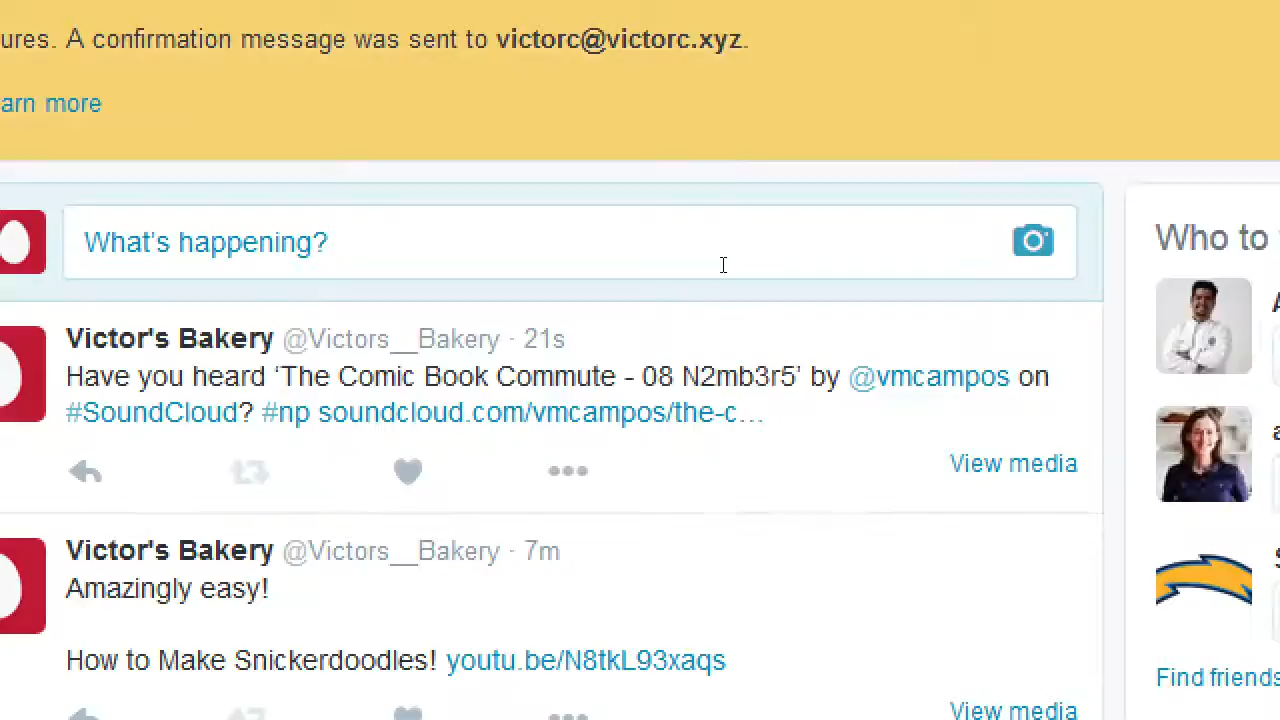 ures. A confirmation message was sent to victorc@victorc.xyz.
arn more
What's happening?
Who to
Victor's Bakery @Victors__Bakery · 21s
Have you heard ‘The Comic Book Commute - 08 N2mb3r5’ by @vmcampos on
#SoundCloud? #np soundcloud.com/vmcampos/the-c…
View media
Victor's Bakery @Victors__Bakery · 7m
Amazingly easy!
How to Make Snickerdoodles! youtu.be/N8tkL93xaqs
Find friends
View media